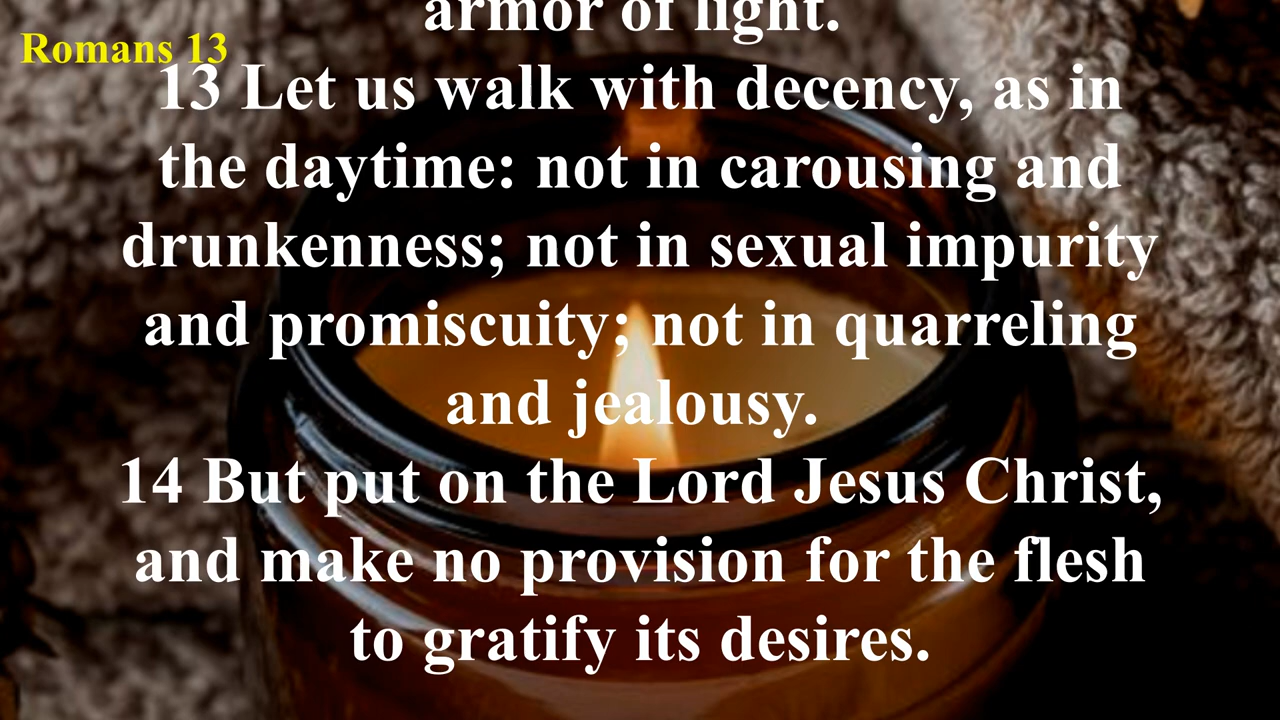 armor of light.
Romans 13
13 Let us walk with decency, as in
the daytime: not in carousing and
drunkenness; not in sexual impurity
and promiscuity; not in quarreling
and jealousy.
14 But put on the Lord Jesus Christ,
and make no provision for the flesh
to gratify its desires.